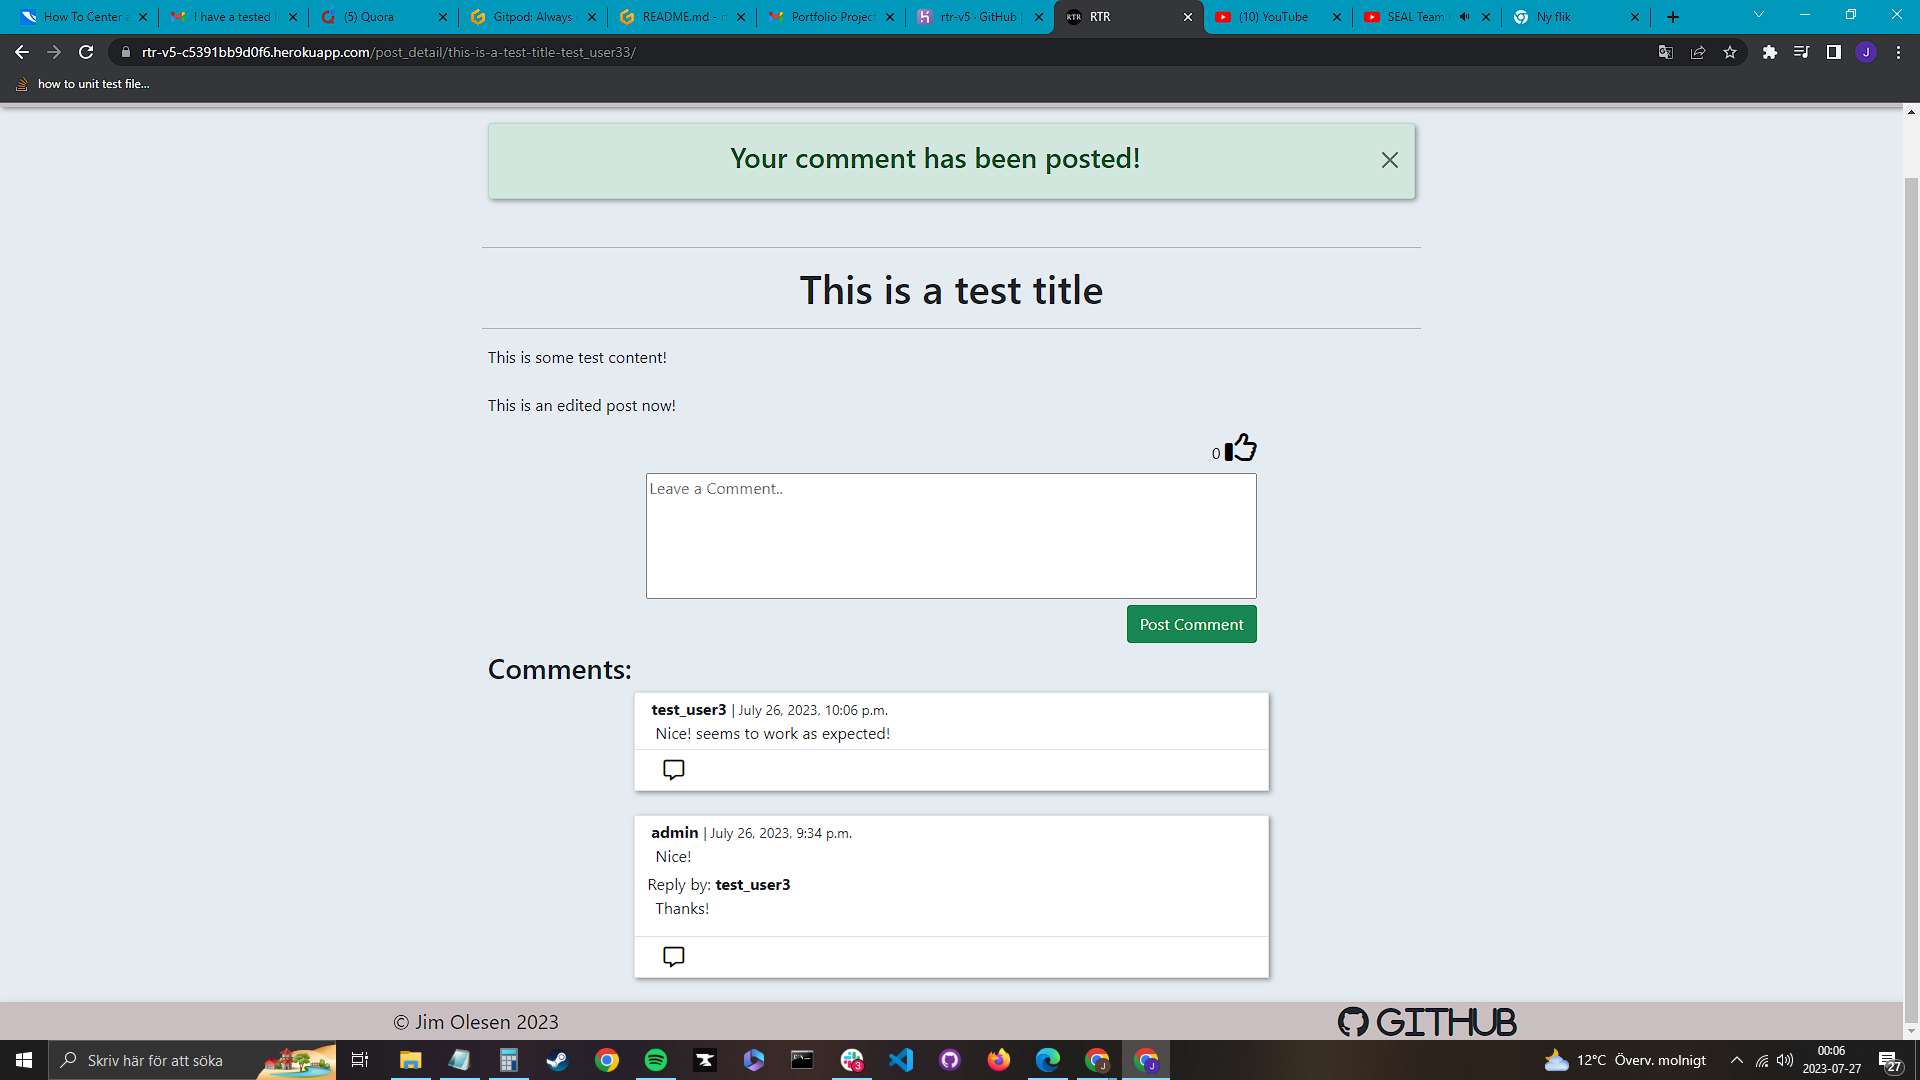 How To Center a
I have a tested I
(5) Quora
Gitpod: Always
README.md - r
Portfolio Project
rtr-v5 · GitHub
RTR
RTR
(10) YouTube
SEAL Team
Ny flik
rtr-v5-c5391bb9d0f6.herokuapp.com/post_detail/this-is-a-test-title-test_user33/
J
how to unit test file...
Your comment has been posted!
This is a test title
This is some test content!
This is an edited post now!
0
Leave a Comment..
Post Comment
Comments:
test_user3 | July 26, 2023, 10:06 p.m.
Nice! seems to work as expected!
admin | July 26, 2023, 9:34 p.m.
Nice!
Reply by: test_user3
Thanks!
© Jim Olesen 2023
GITHUB
Skriv här för att söka
3
J
J
12°C Överv. molnigt
00:06
2023-07-27
27